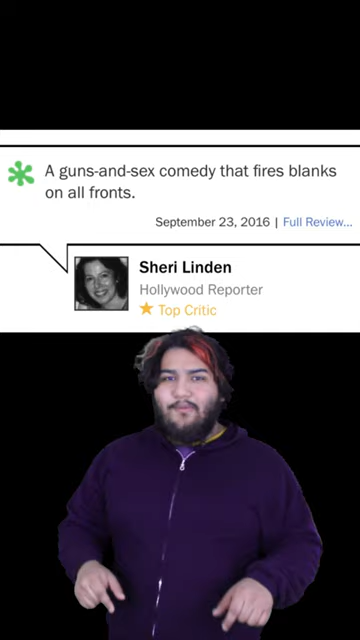 A guns-and-sex comedy that fires blanks
on all fronts.
September 23, 2016 | Full Review...
Sheri Linden
Hollywood Reporter
Top Critic